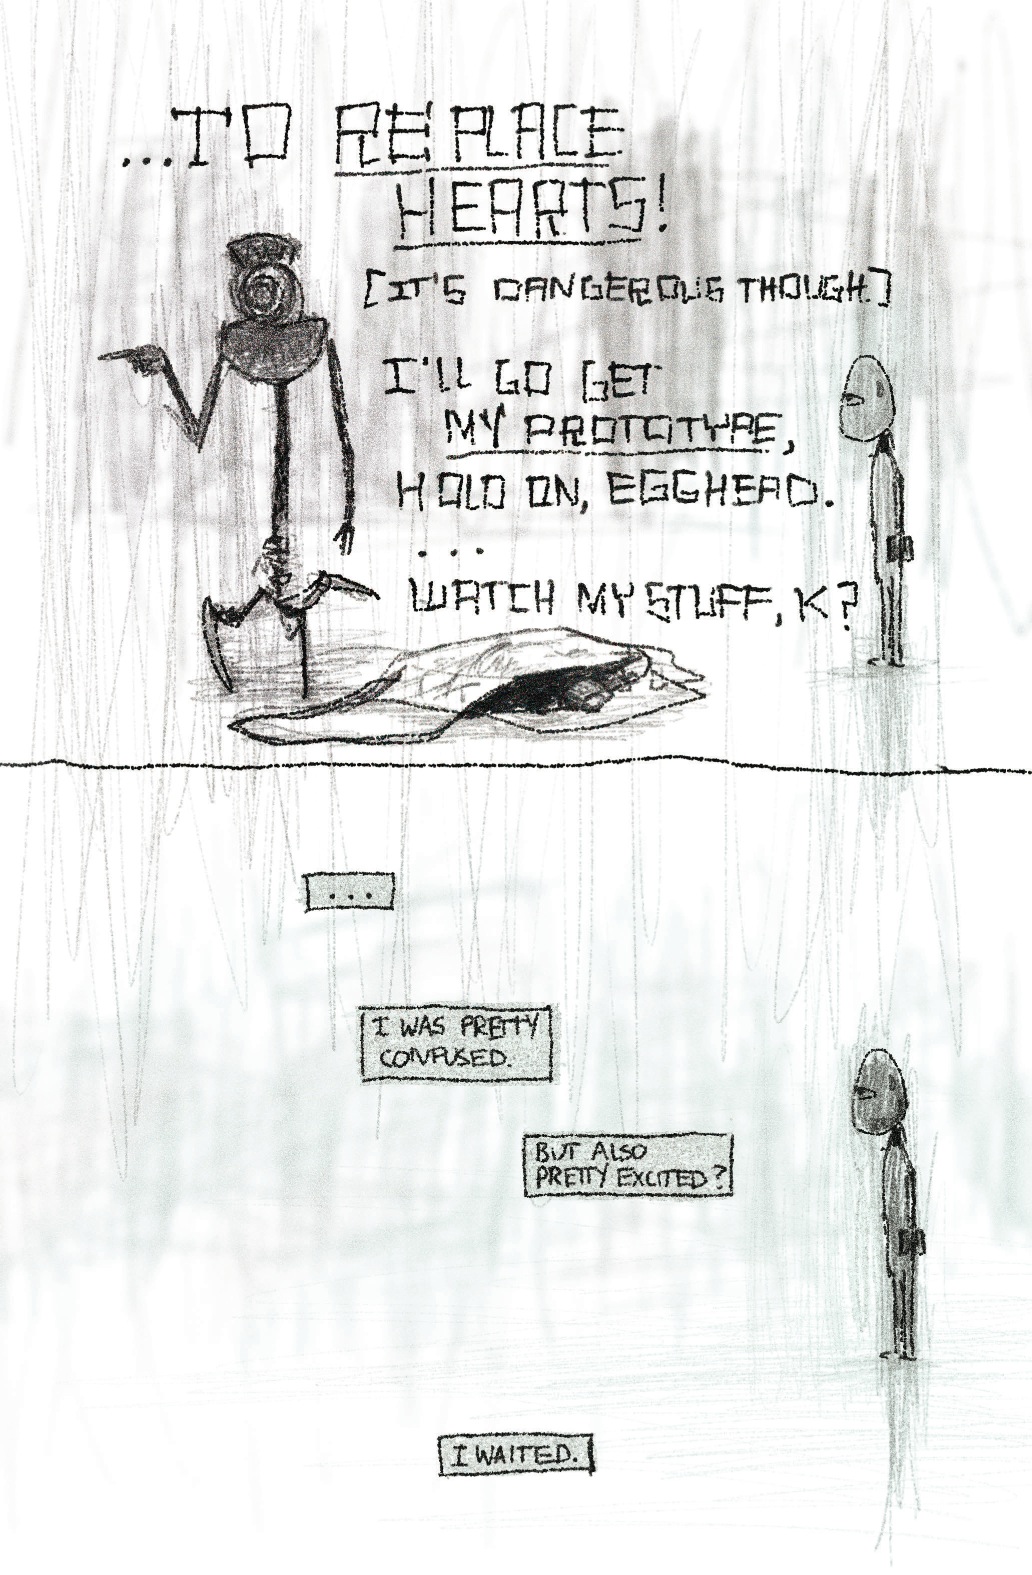 ...TO REPLACE
HEARTS!
[IT'S DANGEROUS THOUGH.]
I'LL GO GET
MY PROTOTYPE,
HOLD ON, EGGHEAD.
...
WATCH MY STUFF, K?
...
I WAS PRETTY
CONFUSED.
BUT ALSO
PRETTY EXCITED?
I WAITED.